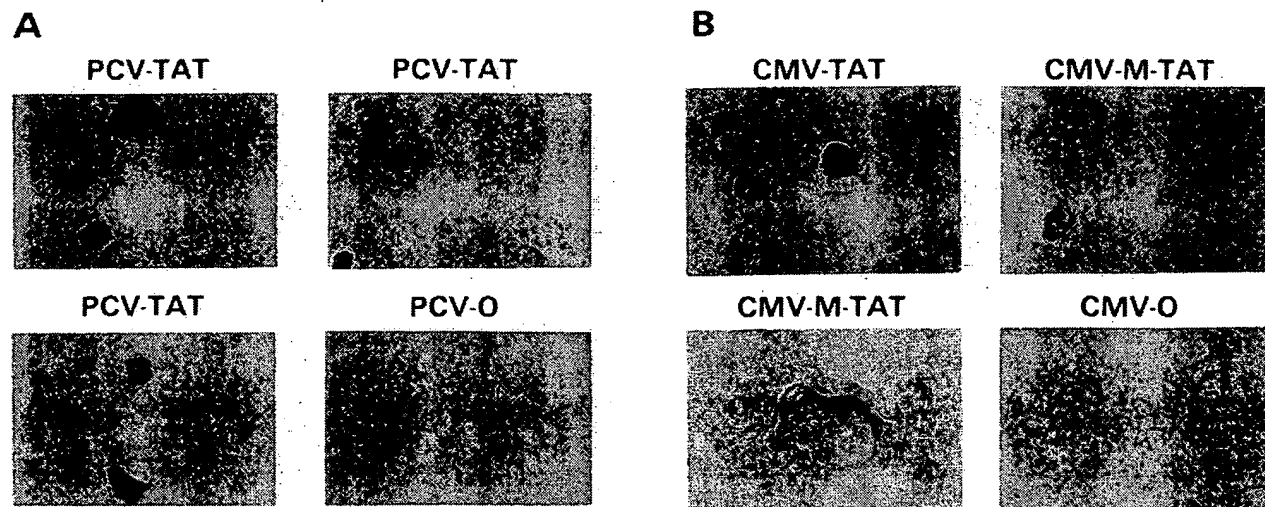 A
B
PCV-TAT
PCV-TAT
CMV-TAT
CMV-M-TAT
PCV-TAT
PCV-O
CMV-M-TAT
CMV-O